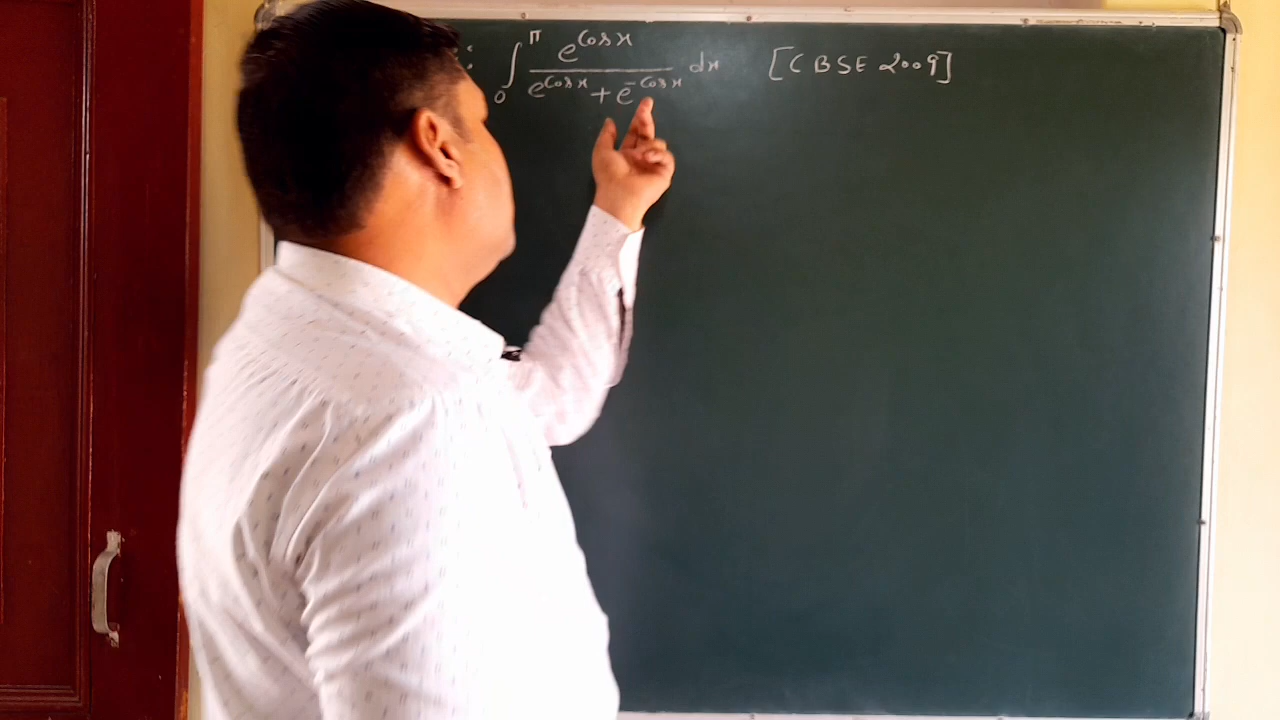 : ∫₀^π e^{cos x} / (e^{cos x} + e^{-cos x}) dx [CBSE 2009]